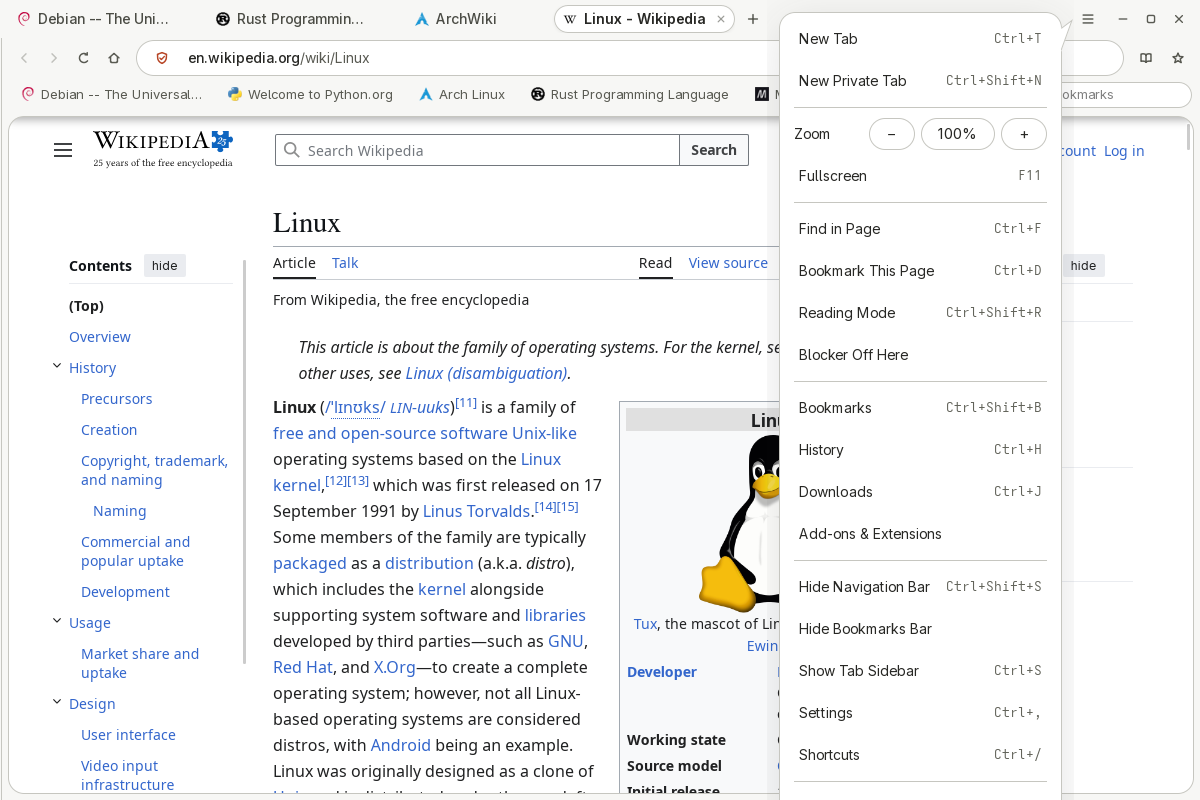 Debian -- The Uni...
Rust Programmin...
ArchWiki
Linux - Wikipedia
en.wikipedia.org/wiki/Linux
Debian -- The Universal...
Welcome to Python.org
Arch Linux
Rust Programming Language
New Tab Ctrl+T
New Private Tab Ctrl+Shift+N
Zoom − 100% +
Fullscreen F11
Find in Page Ctrl+F
Bookmark This Page Ctrl+D
Reading Mode Ctrl+Shift+R
Blocker Off Here
Bookmarks Ctrl+Shift+B
History Ctrl+H
Downloads Ctrl+J
Add-ons & Extensions
Hide Navigation Bar Ctrl+Shift+S
Hide Bookmarks Bar
Show Tab Sidebar Ctrl+S
Settings Ctrl+,
Shortcuts Ctrl+/
WIKIPEDIA 25
25 years of the free encyclopedia
Search Wikipedia
Search
Log in
Contents hide
(Top)
Overview
History
Precursors
Creation
Copyright, trademark,
and naming
Naming
Commercial and
popular uptake
Development
Usage
Market share and
uptake
Design
User interface
Video input
infrastructure
Linux
Article Talk
Read View source
hide
From Wikipedia, the free encyclopedia
This article is about the family of operating systems. For the kernel,
other uses, see Linux (disambiguation).
Linux (/ˈlɪnʊks/ LIN-uuks)[11] is a family of
free and open-source software Unix-like
operating systems based on the Linux
kernel,[12][13] which was first released on 17
September 1991 by Linus Torvalds.[14][15]
Some members of the family are typically
packaged as a distribution (a.k.a. distro),
which includes the kernel alongside
supporting system software and libraries
developed by third parties—such as GNU,
Red Hat, and X.Org—to create a complete
operating system; however, not all Linux-
based operating systems are considered
distros, with Android being an example.
Linux was originally designed as a clone of
Tux, the mascot of
Developer
Working state
Source model
Initial release